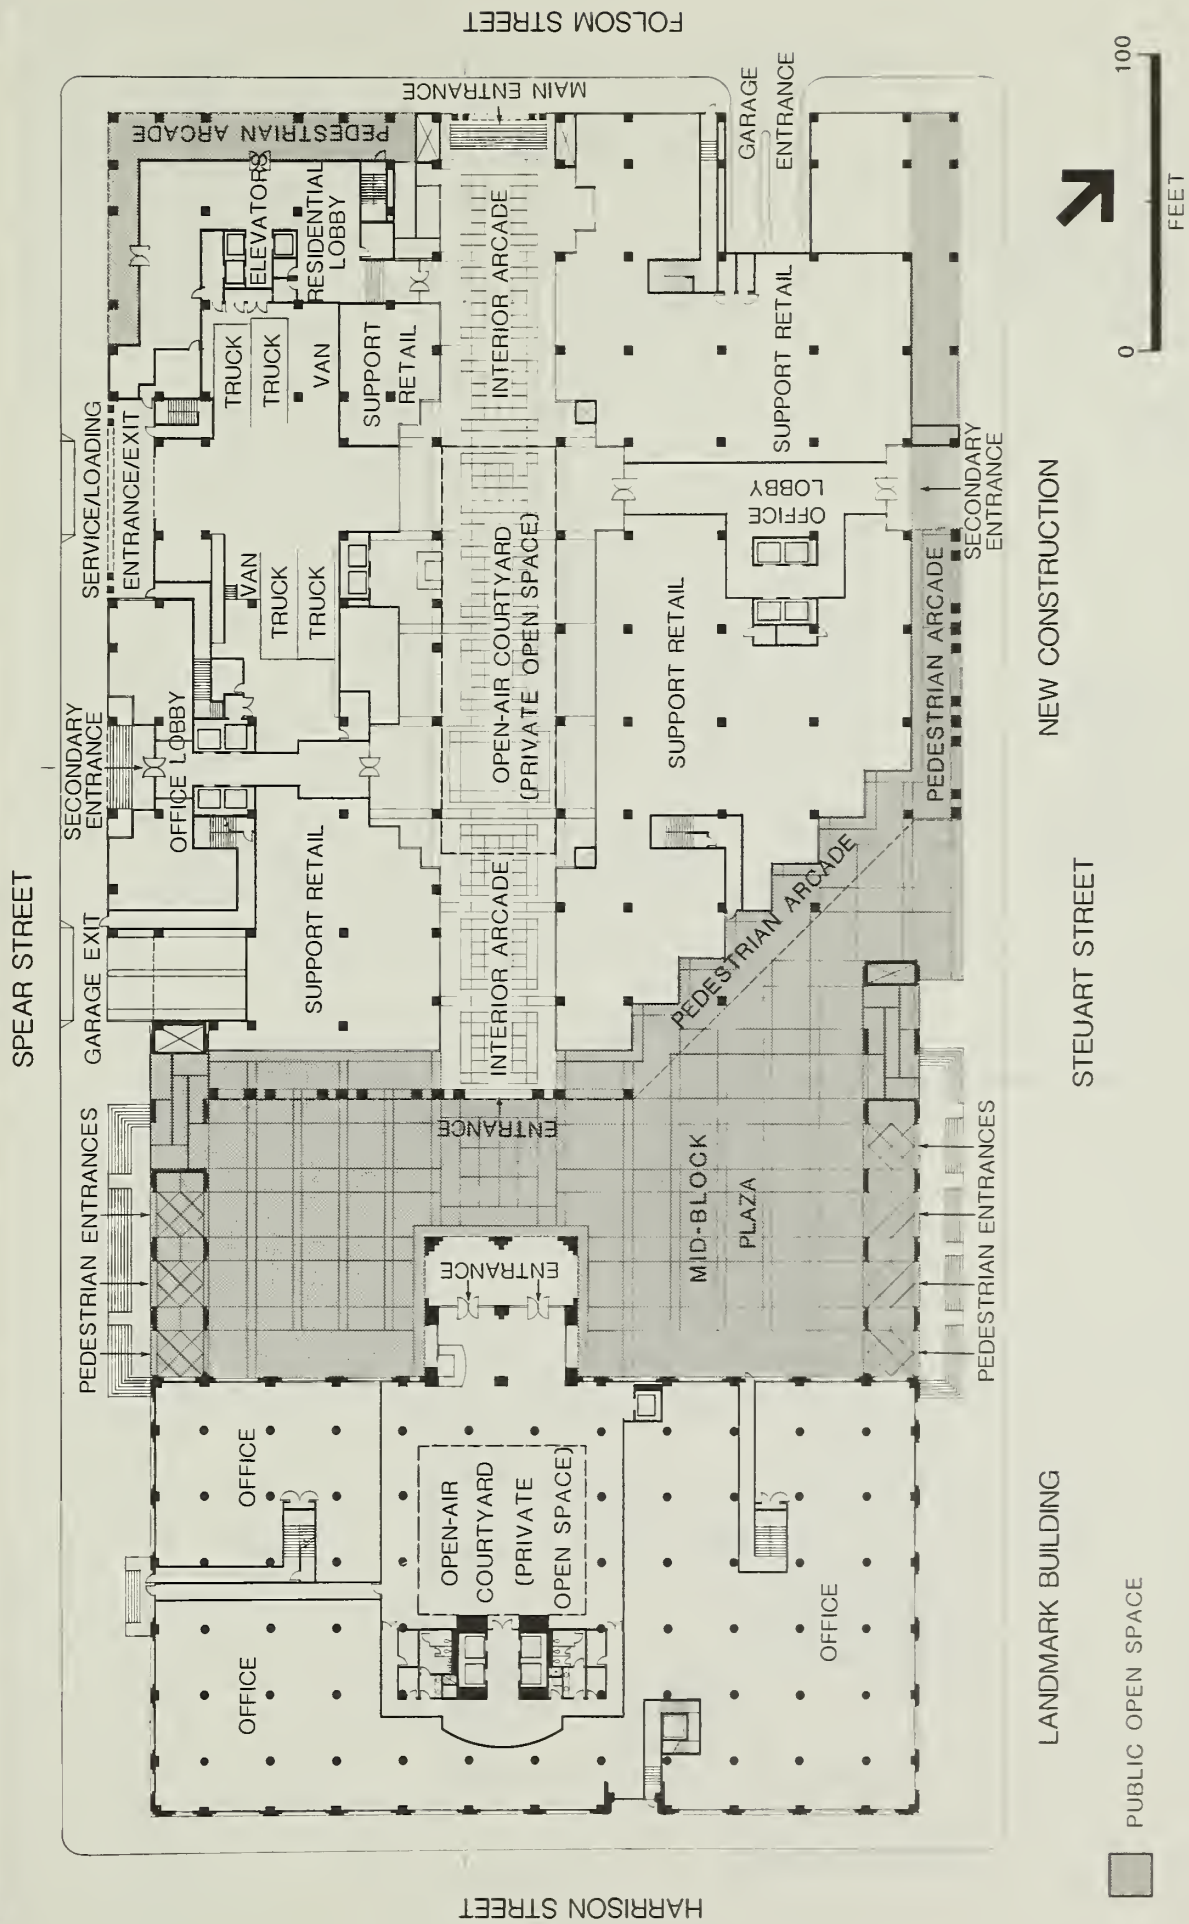 FOLSOM STREET
MAIN ENTRANCE
PEDESTRIAN ARCADE
GARAGE
ENTRANCE
ELEVATORS
RESIDENTIAL
LOBBY
INTERIOR ARCADE
100
0
FEET
TRUCK
TRUCK
VAN
SUPPORT
RETAIL
SUPPORT RETAIL
SERVICE/LOADING
ENTRANCE/EXIT
OFFICE
LOBBY
SECONDARY
ENTRANCE
VAN
TRUCK
TRUCK
OPEN-AIR COURTYARD
(PRIVATE OPEN SPACE)
SUPPORT RETAIL
PEDESTRIAN ARCADE
NEW CONSTRUCTION
SECONDARY
ENTRANCE
OFFICE LOBBY
SPEAR STREET
GARAGE EXIT
SUPPORT RETAIL
INTERIOR ARCADE
PEDESTRIAN ARCADE
STEUART STREET
ENTRANCE
PEDESTRIAN ENTRANCES
MID-BLOCK
PLAZA
PEDESTRIAN ENTRANCES
ENTRANCE
OFFICE
OPEN-AIR
COURTYARD
(PRIVATE
OPEN SPACE)
OFFICE
OFFICE
LANDMARK BUILDING
PUBLIC OPEN SPACE
HARRISON STREET